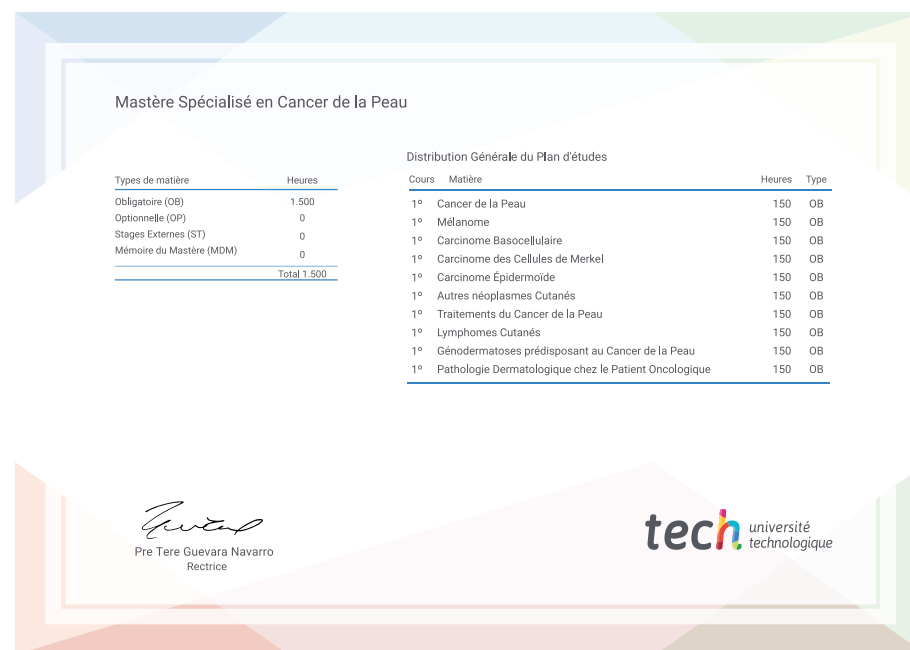 Mastère Spécialisé en Cancer de la Peau
Types de matière Heures
Obligatoire (OB) 1.500
Optionnelle (OP) 0
Stages Externes (ST) 0
Mémoire du Mastère (MDM) 0
Total 1.500
Distribution Générale du Plan d'études
Cours Matière Heures Type
1º Cancer de la Peau 150 OB
1º Mélanome 150 OB
1º Carcinome Basocellulaire 150 OB
1º Carcinome des Cellules de Merkel 150 OB
1º Carcinome Épidermoïde 150 OB
1º Autres néoplasmes Cutanés 150 OB
1º Traitements du Cancer de la Peau 150 OB
1º Lymphomes Cutanés 150 OB
1º Génodermatoses prédisposant au Cancer de la Peau 150 OB
1º Pathologie Dermatologique chez le Patient Oncologique 150 OB
Pre Tere Guevara Navarro
Rectrice
tech université
technologique